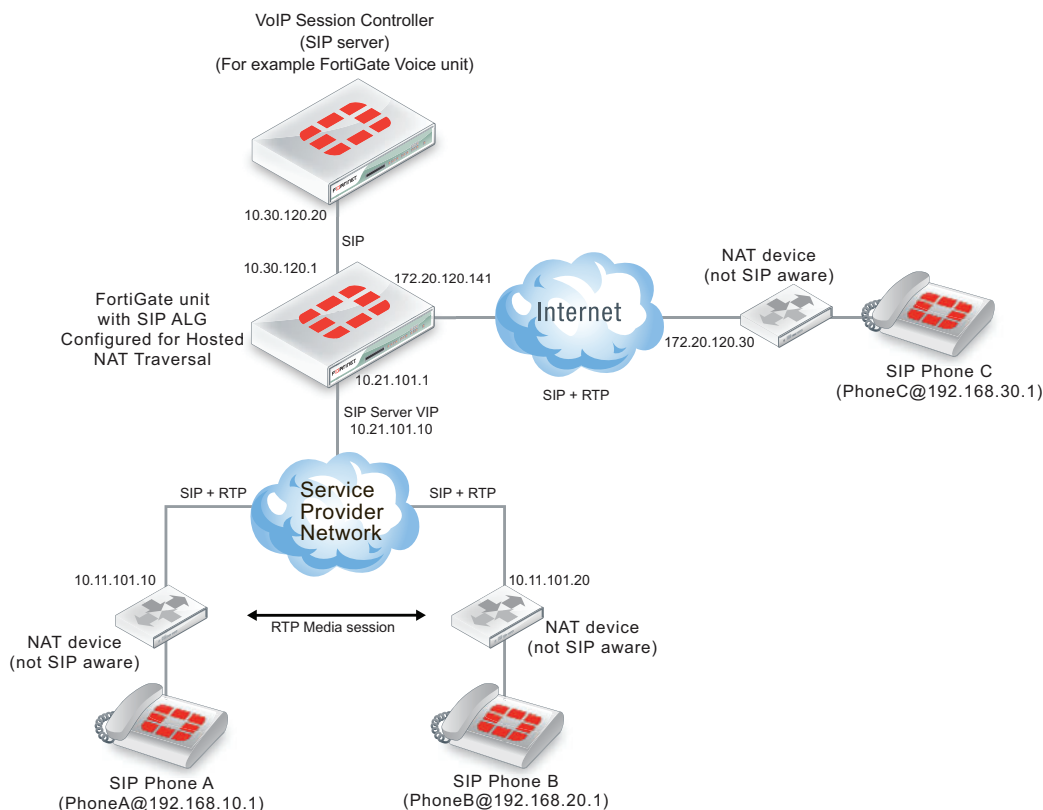 VoIP Session Controller
(SIP server)
(For example FortiGate Voice unit)
FORTINET
10.30.120.20
SIP
10.30.120.1
172.20.120.141
FortiGate unit
with SIP ALG
Configured for Hosted
NAT Traversal
FORTINET
10.21.101.1
Internet
SIP + RTP
172.20.120.30
NAT device
(not SIP aware)
SIP Phone C
(PhoneC@192.168.30.1)
SIP Server VIP
10.21.101.10
SIP + RTP
Service
Provider
Network
SIP + RTP
10.11.101.10
10.11.101.20
RTP Media session
NAT device
(not SIP aware)
NAT device
(not SIP aware)
SIP Phone A
(PhoneA@192.168.10.1)
SIP Phone B
(PhoneB@192.168.20.1)